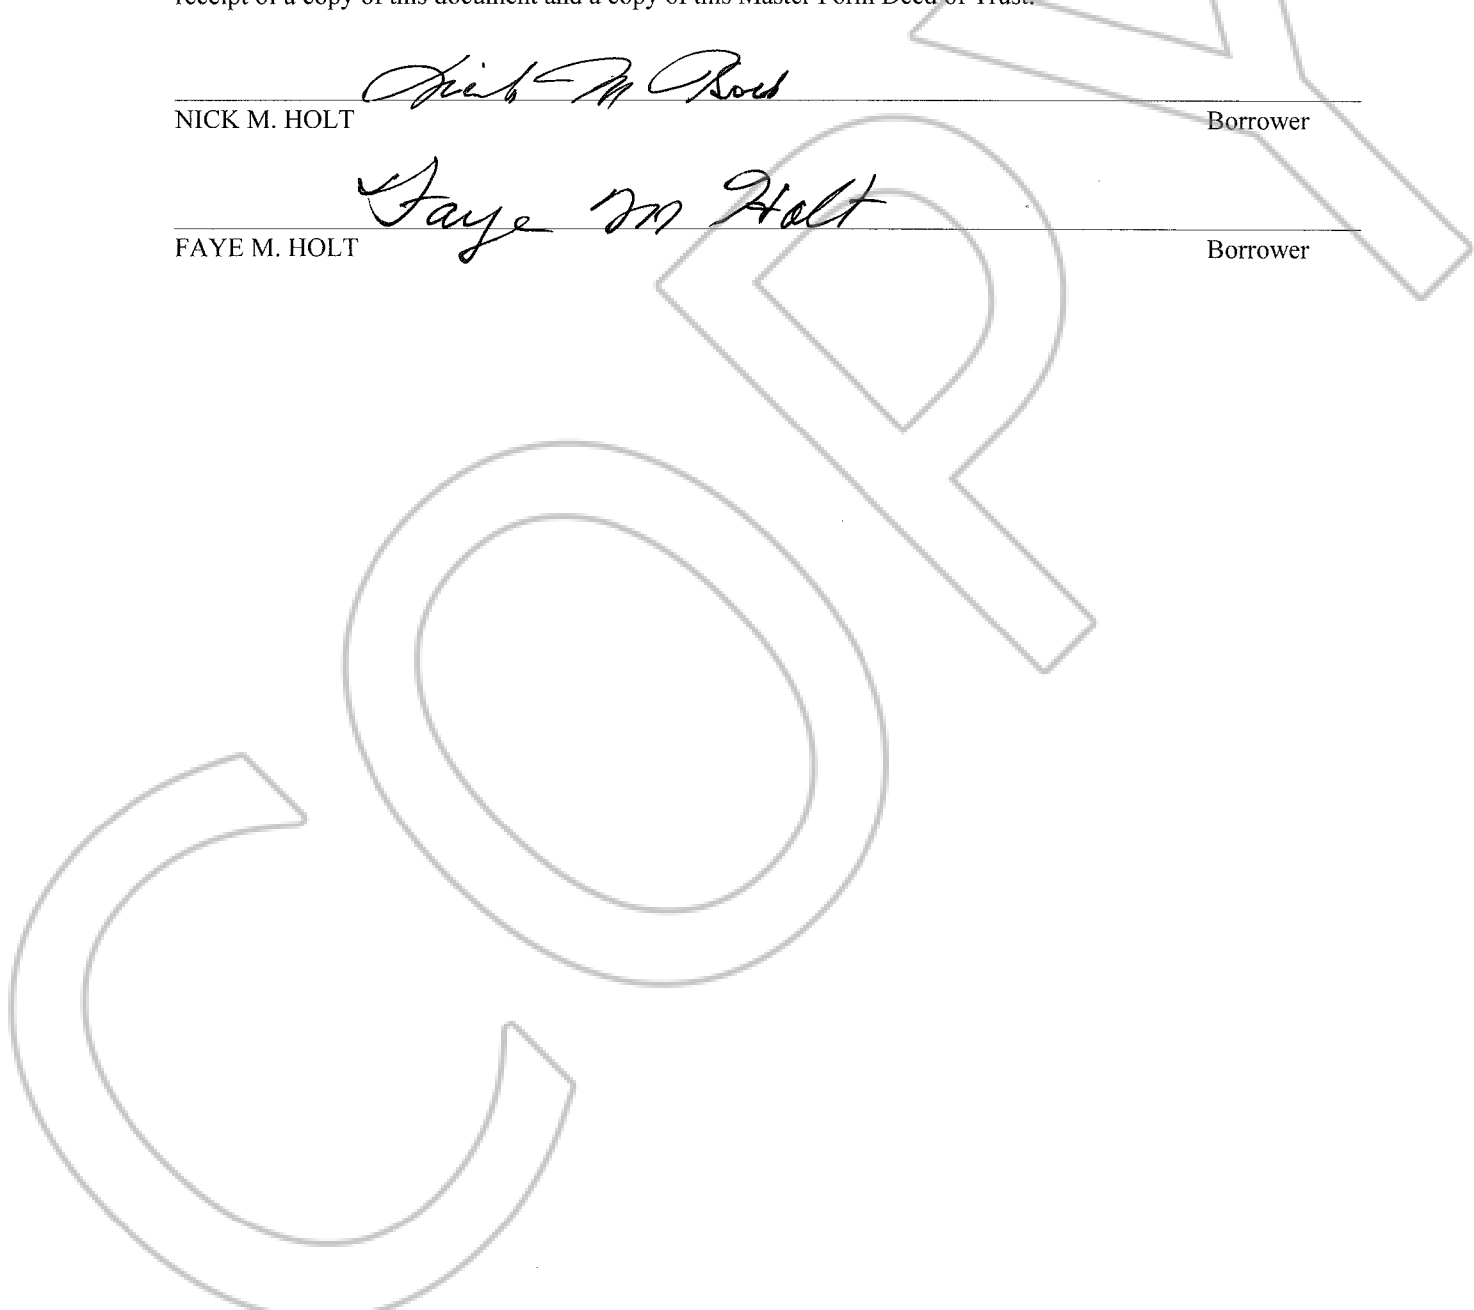 receipt of a copy of this document and a copy of this Master Form Deed of Trust.
NICK M. HOLT Borrower
Faye M Holt
FAYE M. HOLT Borrower
COPY